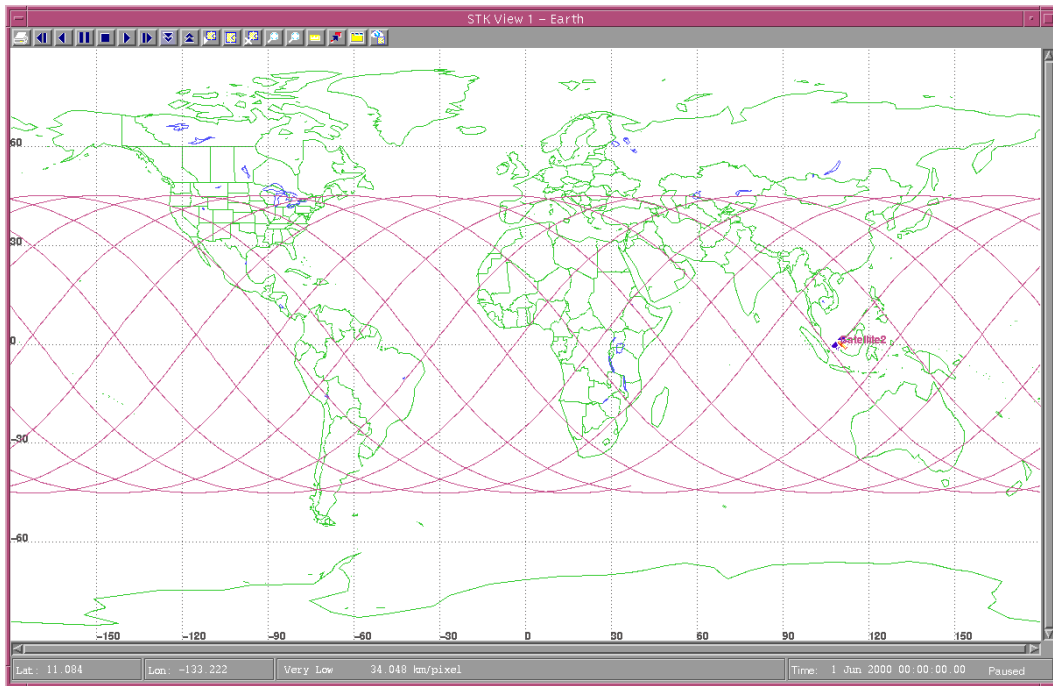 STK View 1 – Earth
60
30
0
Satellite2
-30
-60
-150 -120 -90 -60 -30 0 30 60 90 120 150
Lat: 11.084 Lon: -133.222 Very Low 34.048 km/pixel Time: 1 Jun 2000 00:00:00.00 Paused